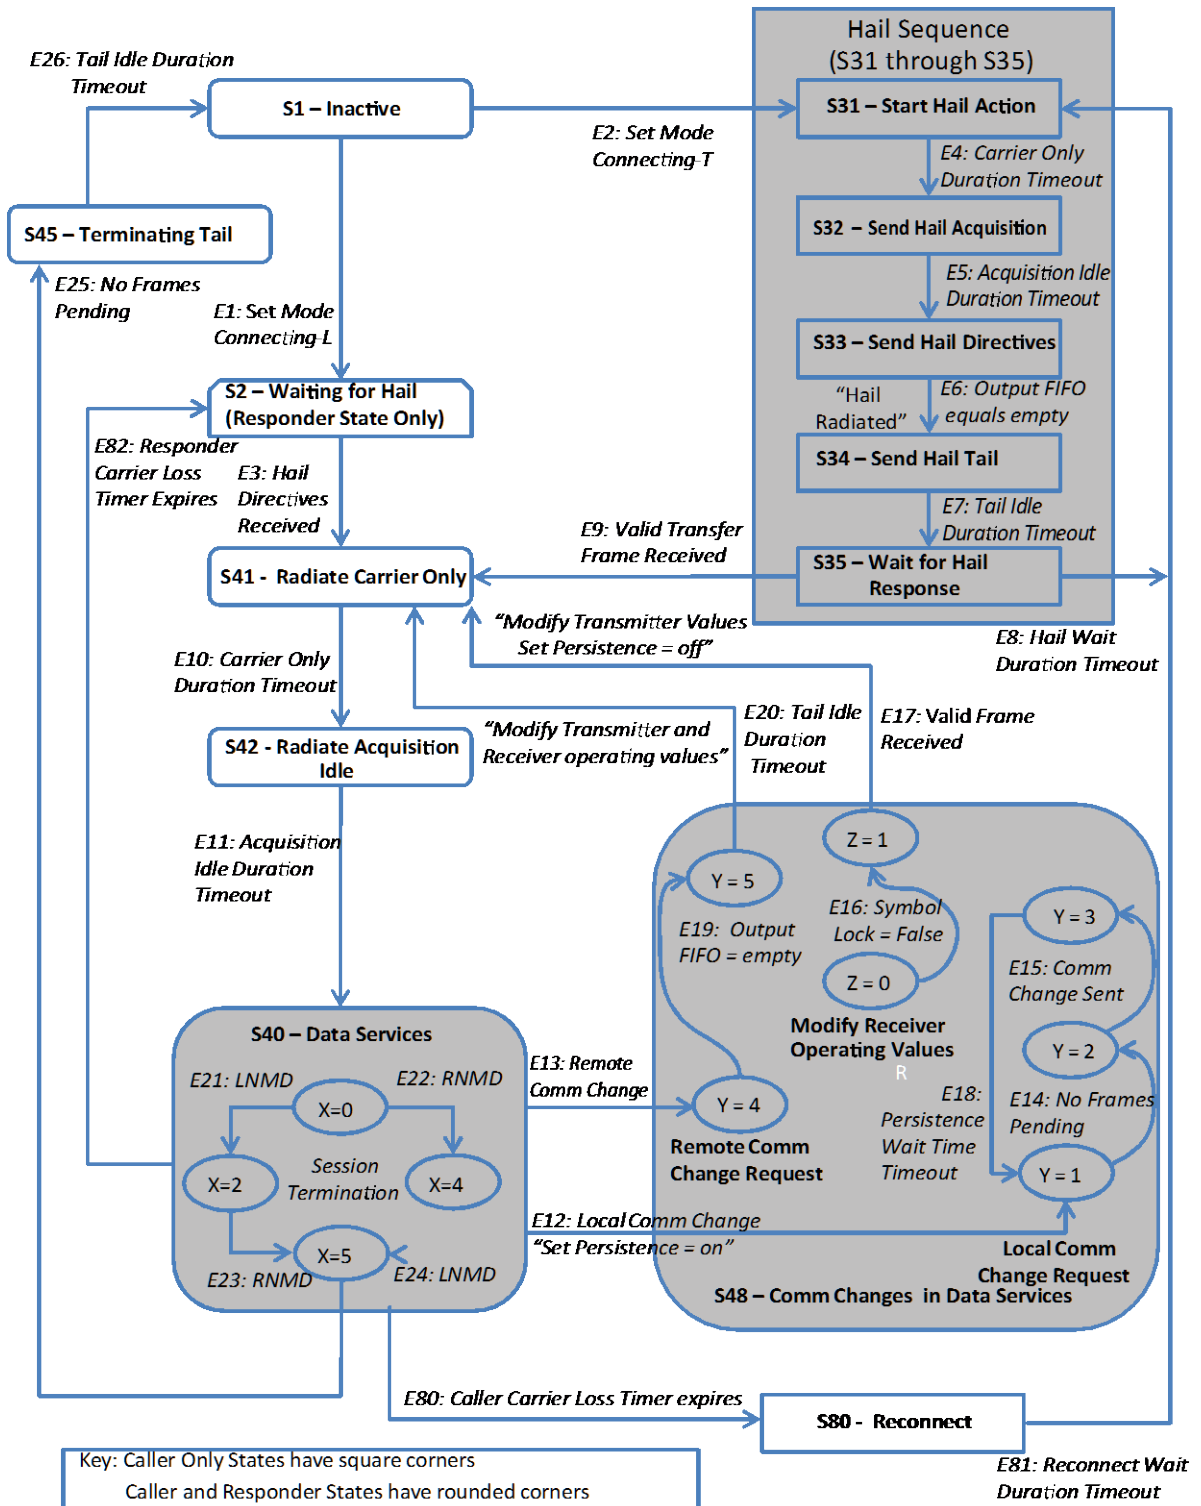 Hail Sequence
(S31 through S35)
E26: Tail Idle Duration
Timeout
S1 – Inactive
S31 – Start Hail Action
E2: Set Mode
Connecting-T
E4: Carrier Only
Duration Timeout
S45 – Terminating Tail
S32 – Send Hail Acquisition
E25: No Frames
Pending
E5: Acquisition Idle
Duration Timeout
E1: Set Mode
Connecting-L
S33 – Send Hail Directives
S2 – Waiting for Hail
(Responder State Only)
"Hail
Radiated"
E6: Output FIFO
equals empty
E82: Responder
Carrier Loss
Timer Expires
E3: Hail
Directives
Received
S34 – Send Hail Tail
E7: Tail Idle
Duration Timeout
E9: Valid Transfer
Frame Received
S41 - Radiate Carrier Only
S35 – Wait for Hail
Response
"Modify Transmitter Values
Set Persistence = off"
E8: Hail Wait
Duration Timeout
E10: Carrier Only
Duration Timeout
E20: Tail Idle
Duration
Timeout
E17: Valid Frame
Received
"Modify Transmitter and
Receiver operating values"
S42 - Radiate Acquisition
Idle
E11: Acquisition
Idle Duration
Timeout
Z = 1
Y = 5
E16: Symbol
Lock = False
Y = 3
E19: Output
FIFO = empty
E15: Comm
Change Sent
Z = 0
Modify Receiver
Operating Values
R
Y = 2
S40 – Data Services
E13: Remote
Comm Change
E21: LNMD
E22: RNMD
X=0
Y = 4
E18:
Persistence
Wait Time
Timeout
E14: No Frames
Pending
Remote Comm
Change Request
Session
Termination
X=2
X=4
Y = 1
E12: Local Comm Change
"Set Persistence = on"
X=5
E23: RNMD
E24: LNMD
Local Comm
Change Request
S48 – Comm Changes in Data Services
E80: Caller Carrier Loss Timer expires
S80 - Reconnect
E81: Reconnect Wait
Duration Timeout
Key: Caller Only States have square corners
Caller and Responder States have rounded corners